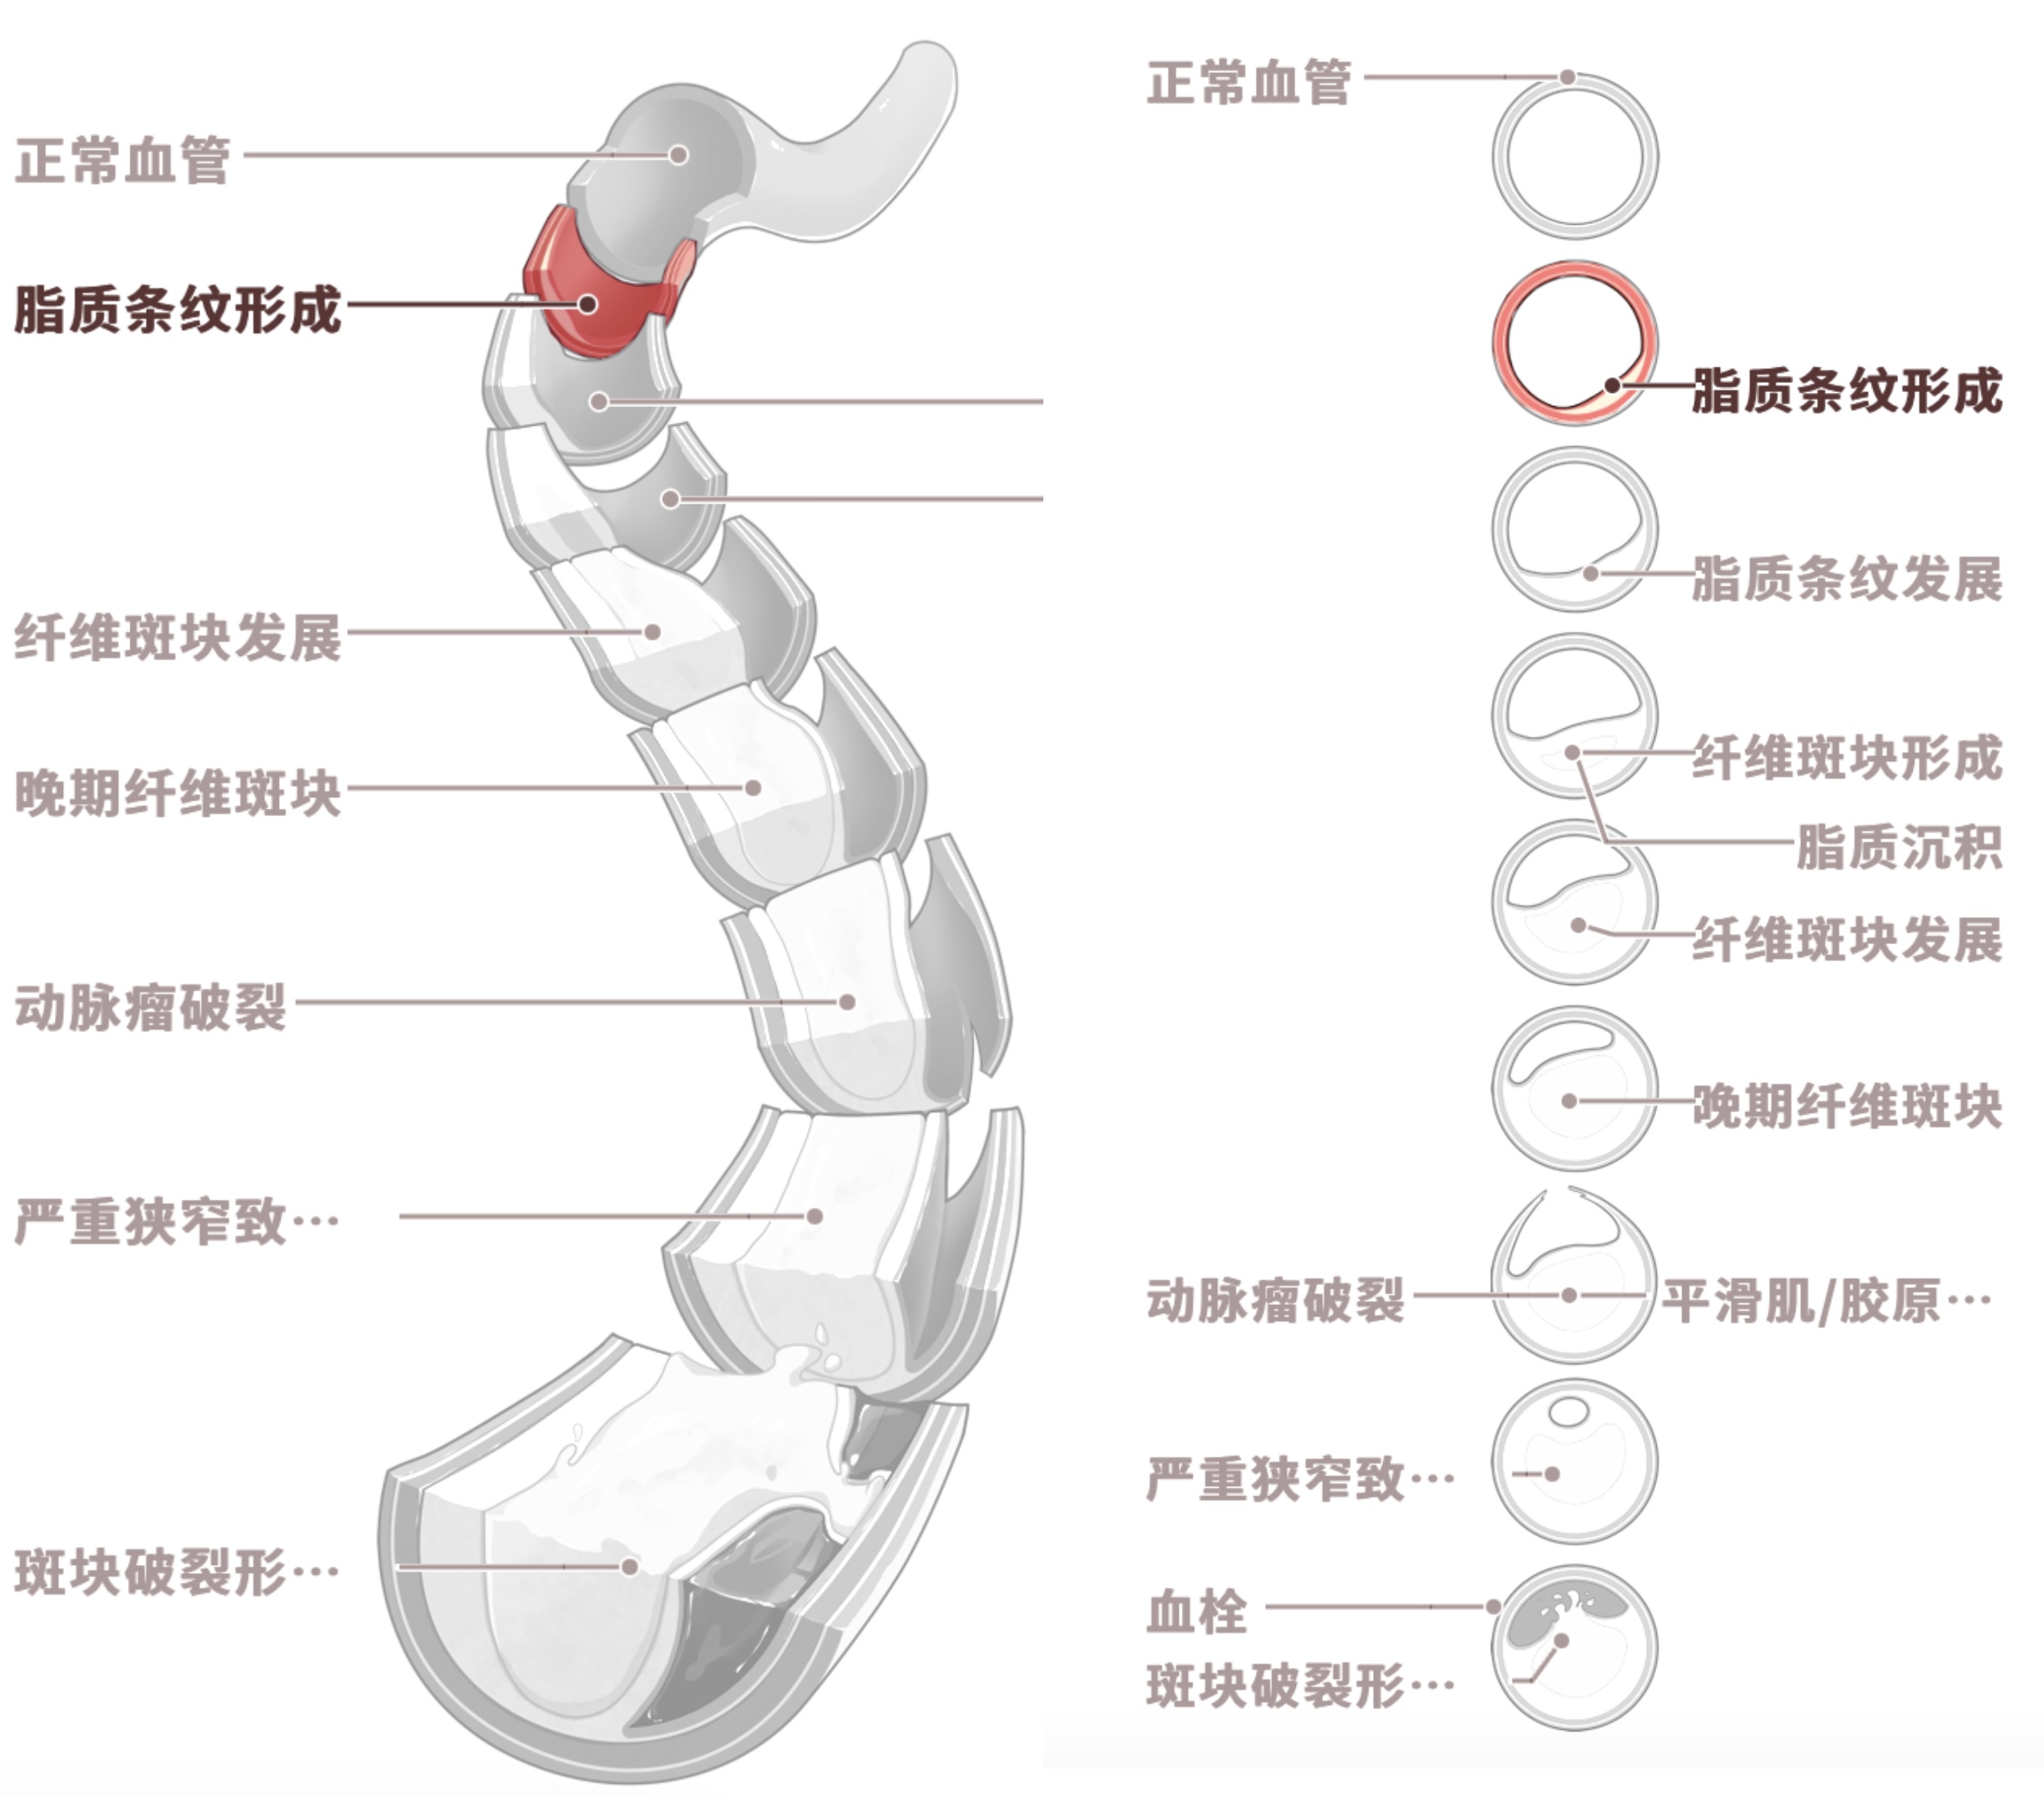 正常血管
脂质条纹形成
纤维斑块发展
晚期纤维斑块
动脉瘤破裂
严重狭窄致…
斑块破裂形…
正常血管
脂质条纹形成
脂质条纹发展
纤维斑块形成
脂质沉积
纤维斑块发展
晚期纤维斑块
动脉瘤破裂
平滑肌/胶原…
严重狭窄致…
血栓
斑块破裂形…